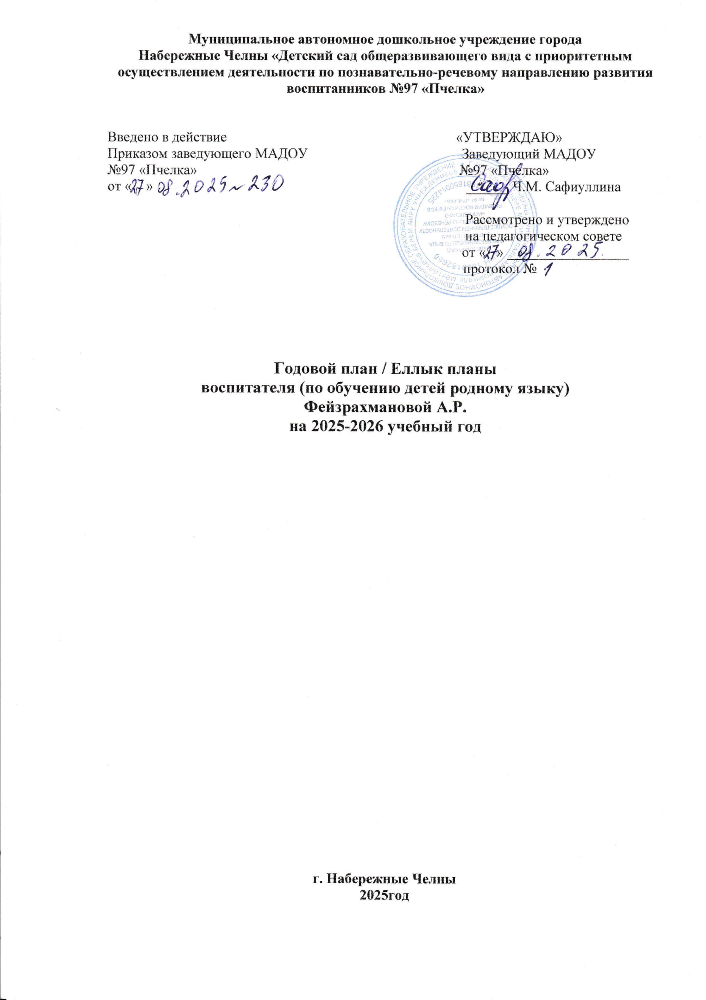 Муниципальное автономное дошкольное учреждение города
Набережные Челны «Детский сад общеразвивающего вида с приоритетным
осуществлением деятельности по познавательно-речевому направлению развития
воспитанников №97 «Пчелка»
Введено в действие
Приказом заведующего МАДОУ
№97 «Пчелка»
от «27» 08.2025 ~ 230
«УТВЕРЖДАЮ»
Заведующий МАДОУ
№97 «Пчелка»
Ч.М. Сафиуллина
Рассмотрено и утверждено
на педагогическом совете
от «27» 08.2025.
протокол № 1
Годовой план / Еллык планы
воспитателя (по обучению детей родному языку)
Фейзрахмановой А.Р.
на 2025-2026 учебный год
г. Набережные Челны
2025год